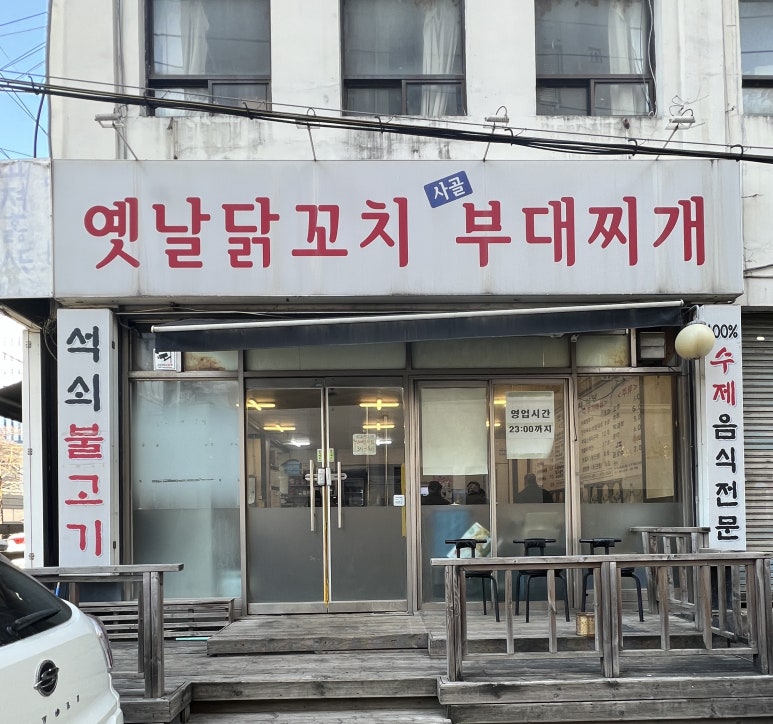 옛날닭꼬치 사골 부대찌개
석쇠불고기
100% 수제음식전문
영업시간
23:00까지